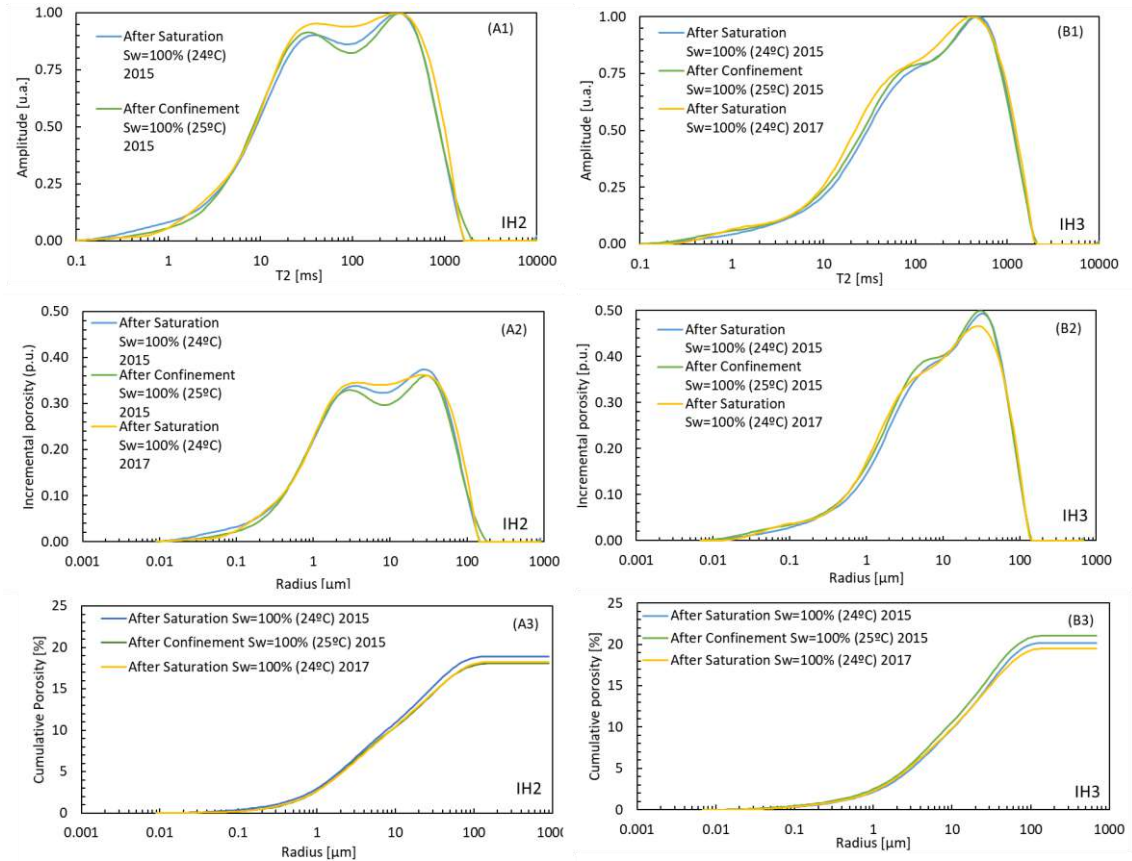 (A1)
1.00
0.75
0.50
0.25
0.00
Amplitude [u.a.]
After Saturation
Sw=100% (24ºC)
2015
After Confinement
Sw=100% (25ºC)
2015
IH2
0.1 1 10 100 1000 10000
T2 [ms]
(B1)
1.00
0.75
0.50
0.25
0.00
Amplitude [u.a.]
After Saturation
Sw=100% (24ºC) 2015
After Confinement
Sw=100% (25ºC) 2015
After Saturation
Sw=100% (24ºC) 2017
IH3
0.1 1 10 100 1000 10000
T2 [ms]
(A2)
0.50
0.40
0.30
0.20
0.10
0.00
Incremental porosity (p.u.)
After Saturation
Sw=100% (24ºC)
2015
After Confinement
Sw=100% (25ºC)
2015
After Saturation
Sw=100% (24ºC)
2017
IH2
0.001 0.01 0.1 1 10 100 1000
Radius [µm]
(B2)
0.50
0.40
0.30
0.20
0.10
0.00
Incremental porosity [p.u.]
After Saturation
Sw=100% (24ºC) 2015
After Confinement
Sw=100% (25ºC) 2015
After Saturation
Sw=100% (24ºC) 2017
IH3
0.001 0.01 0.1 1 10 100 1000
Radius [µm]
(A3)
25
20
15
10
5
0
Cumulative Porosity [%]
After Saturation Sw=100% (24ºC) 2015
After Confinement Sw=100% (25ºC) 2015
After Saturation Sw=100% (24ºC) 2017
IH2
0.001 0.01 0.1 1 10 100 100
Radius [µm]
(B3)
25
20
15
10
5
0
Cumulative porosity [%]
After Saturation Sw=100% (24ºC) 2015
After Confinement Sw=100% (25ºC) 2015
After Saturation Sw=100% (24ºC) 2017
IH3
0.001 0.01 0.1 1 10 100 1000
Radius [µm]